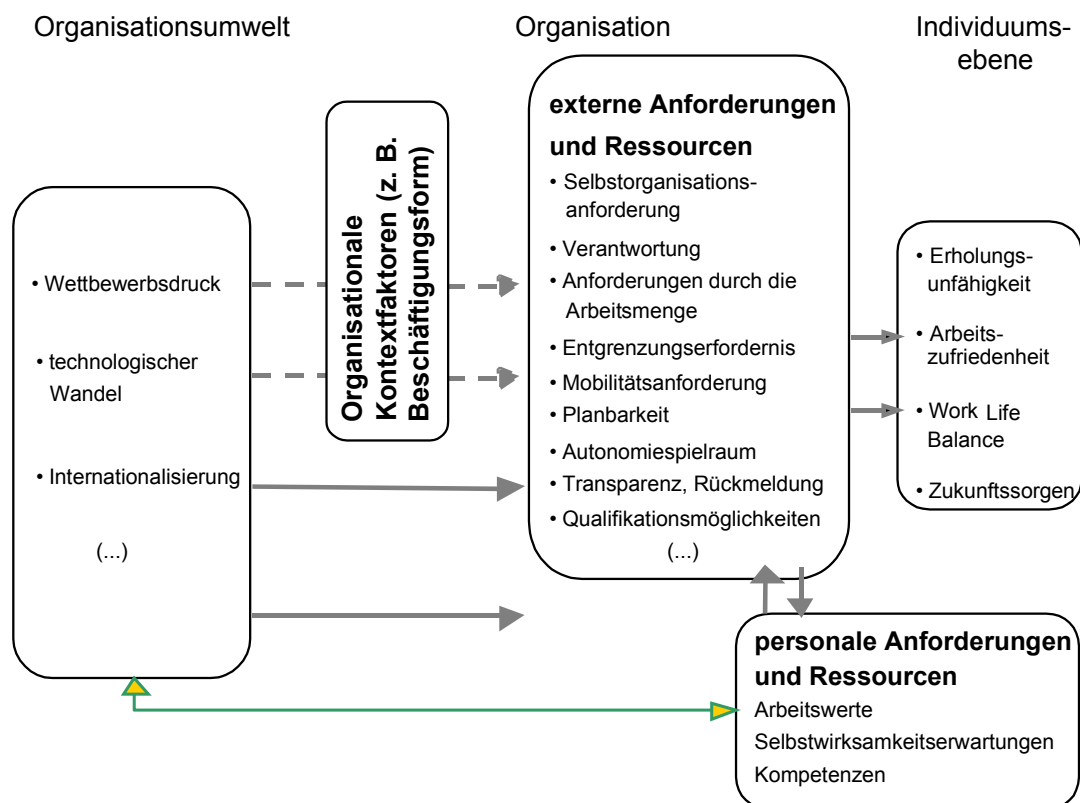 Organisationsumwelt
Organisation
Individuums-
ebene
• Wettbewerbsdruck
• technologischer
Wandel
• Internationalisierung
(...)
Organisationale
Kontextfaktoren (z. B.
Beschäftigungsform)
externe Anforderungen
und Ressourcen
• Selbstorganisations-
anforderung
• Verantwortung
• Anforderungen durch die
Arbeitsmenge
• Entgrenzungserfordernis
• Mobilitätsanforderung
• Planbarkeit
• Autonomiespielraum
• Transparenz, Rückmeldung
• Qualifikationsmöglichkeiten
(...)
• Erholungs-
unfähigkeit
• Arbeits-
zufriedenheit
• Work Life
Balance
• Zukunftssorgen
personale Anforderungen
und Ressourcen
Arbeitswerte
Selbstwirksamkeitserwartungen
Kompetenzen